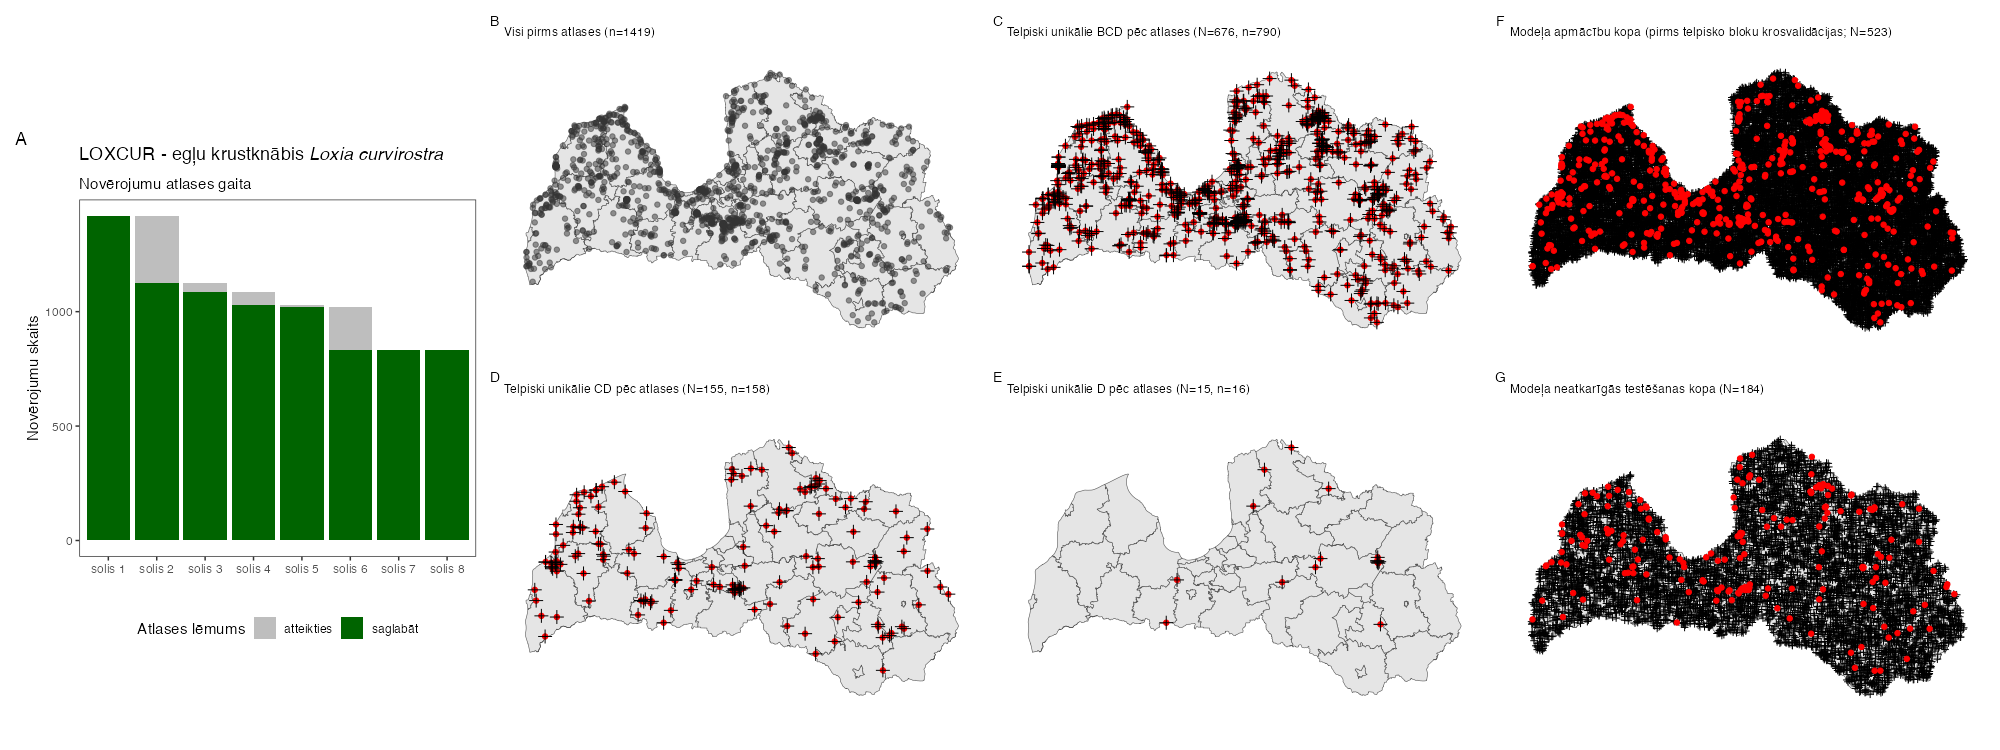 A
LOXCUR - egļu krustknābis Loxia curvirostra
Novērojumu atlases gaita
Novērojumu skaits
1000
500
0
solis 1
solis 2
solis 3
solis 4
solis 5
solis 6
solis 7
solis 8
Atlases lēmums
atteikties
saglabāt
B
Visi pirms atlases (n=1419)
C
Telpiski unikālie BCD pēc atlases (N=676, n=790)
F
Modeļa apmācību kopa (pirms telpisko bloku krosvalidācijas; N=523)
D
Telpiski unikālie CD pēc atlases (N=155, n=158)
E
Telpiski unikālie D pēc atlases (N=15, n=16)
G
Modeļa neatkarīgās testēšanas kopa (N=184)